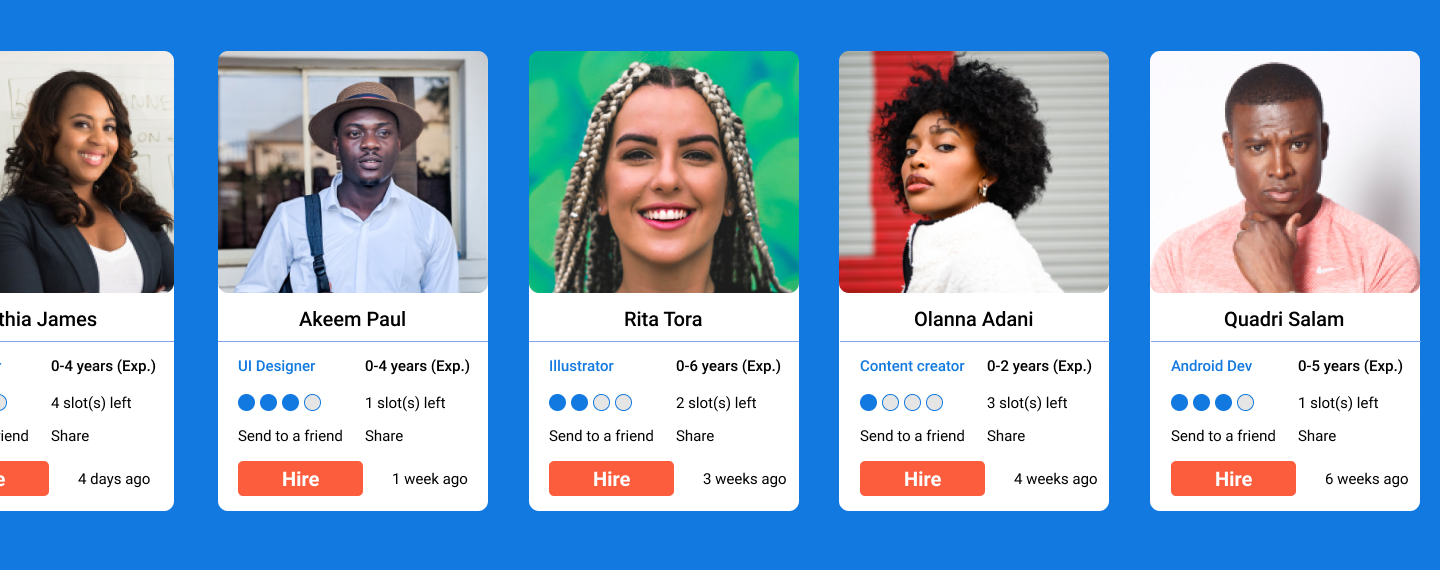 thia James
0-4 years (Exp.)
4 slot(s) left
iend Share
e 4 days ago
Akeem Paul
UI Designer 0-4 years (Exp.)
1 slot(s) left
Send to a friend Share
Hire 1 week ago
Rita Tora
Illustrator 0-6 years (Exp.)
2 slot(s) left
Send to a friend Share
Hire 3 weeks ago
Olanna Adani
Content creator 0-2 years (Exp.)
3 slot(s) left
Send to a friend Share
Hire 4 weeks ago
Quadri Salam
Android Dev 0-5 years (Exp.)
1 slot(s) left
Send to a friend Share
Hire 6 weeks ago